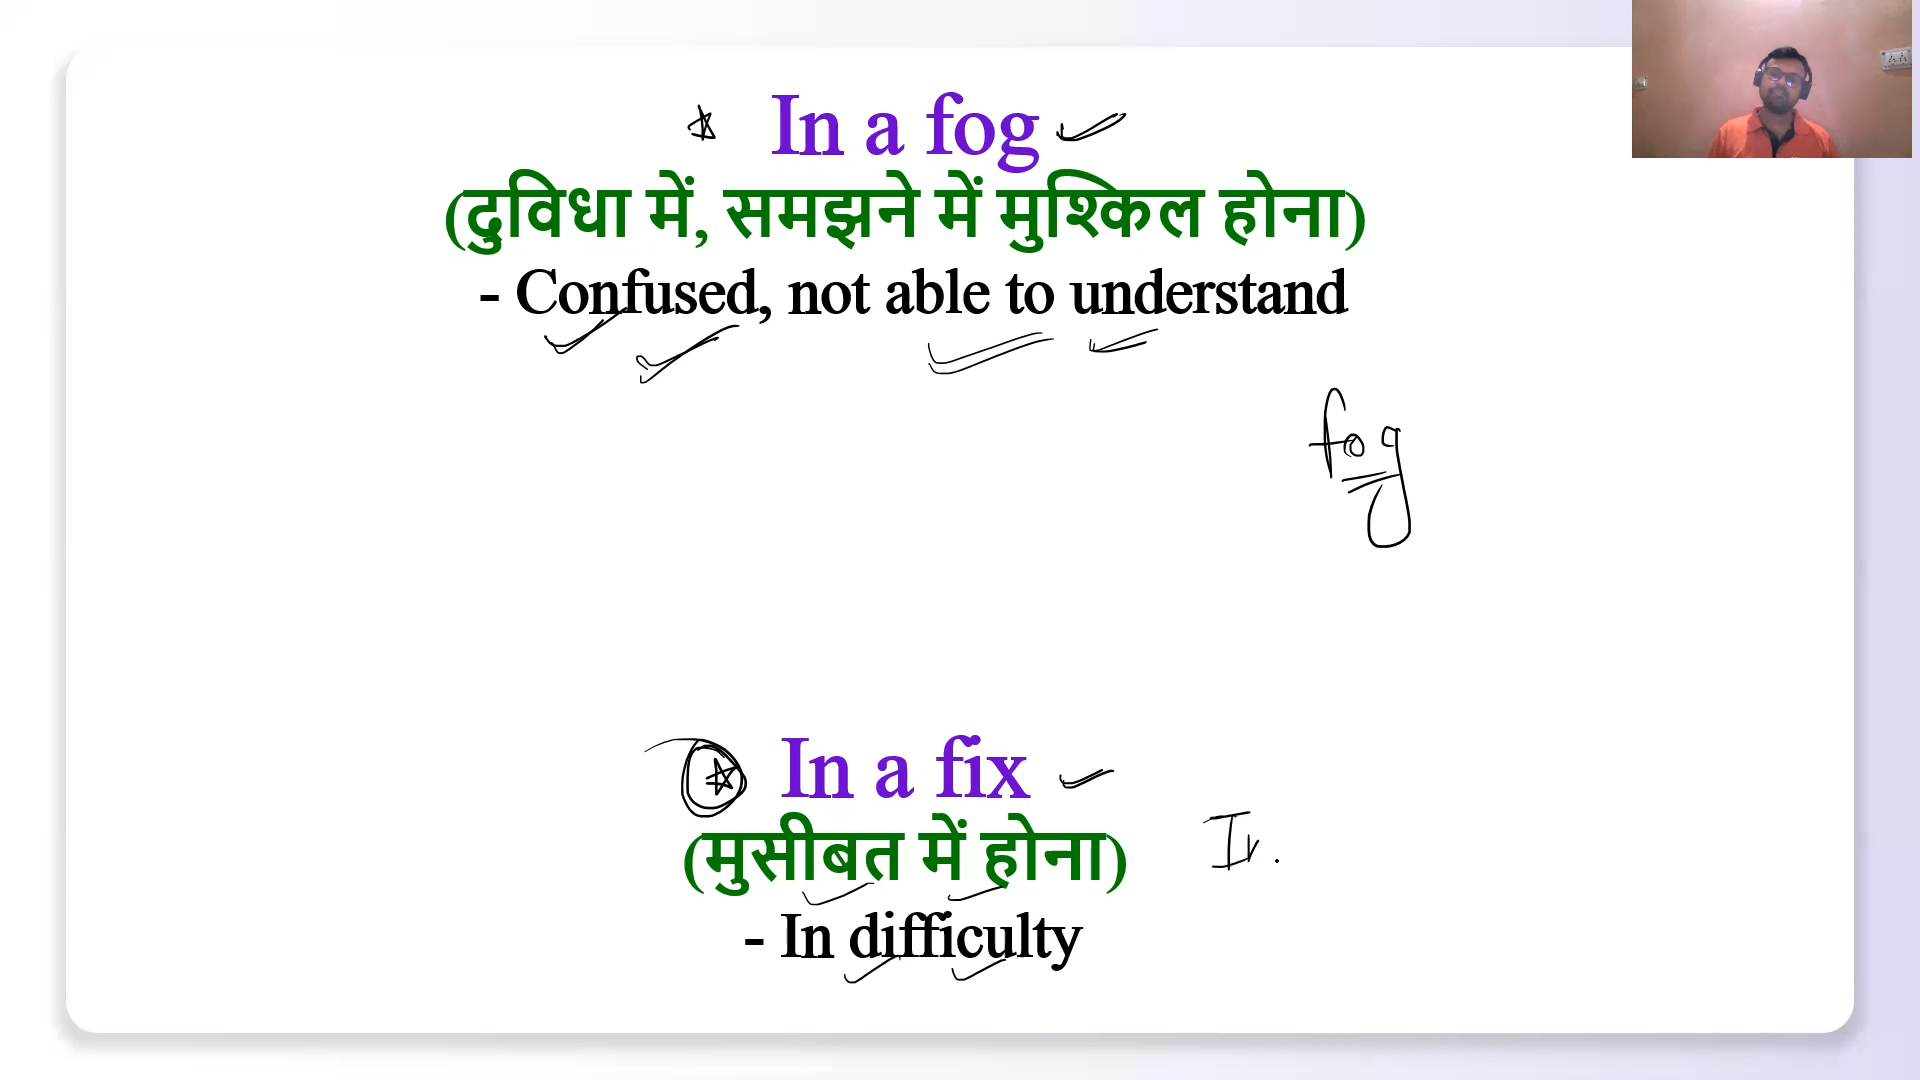 In a fog
(दुविधा में, समझने में मुश्किल होना)
- Confused, not able to understand
fog
In a fix
(मुसीबत में होना)
- In difficulty